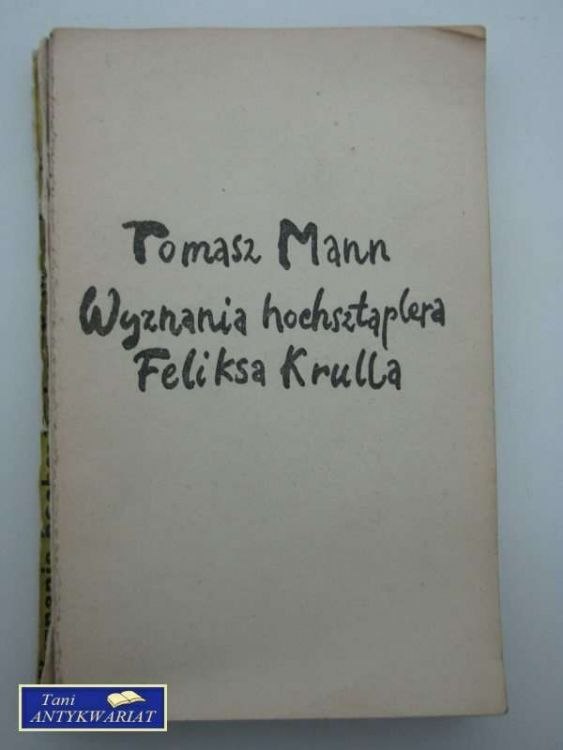 Tomasz Mann
Wyznania hochsztaplera
Feliksa Krulla
Tani
ANTYKWARIAT